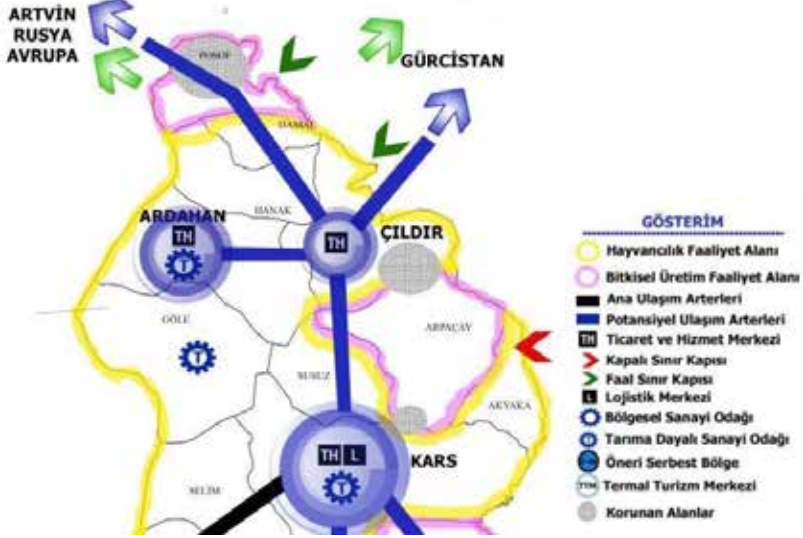 ARTVİN
RUSYA
AVRUPA
GÜRCİSTAN
POSOF
DAMAL
HANAK
ARDAHAN
TH
T
TH
ÇILDIR
GÖLE
T
ARPAÇAY
SUSUZ
AKYAKA
TH L
T
KARS
SELİM
GÖSTERİM
Hayvancılık Faaliyet Alanı
Bitkisel Üretim Faaliyet Alanı
Ana Ulaşım Arterleri
Potansiyel Ulaşım Arterleri
TH Ticaret ve Hizmet Merkezi
Kapalı Sınır Kapısı
Faal Sınır Kapısı
L Lojistik Merkezi
Bölgesel Sanayi Odağı
T Tarıma Dayalı Sanayi Odağı
Öneri Serbest Bölge
TTM Termal Turizm Merkezi
Korunan Alanlar